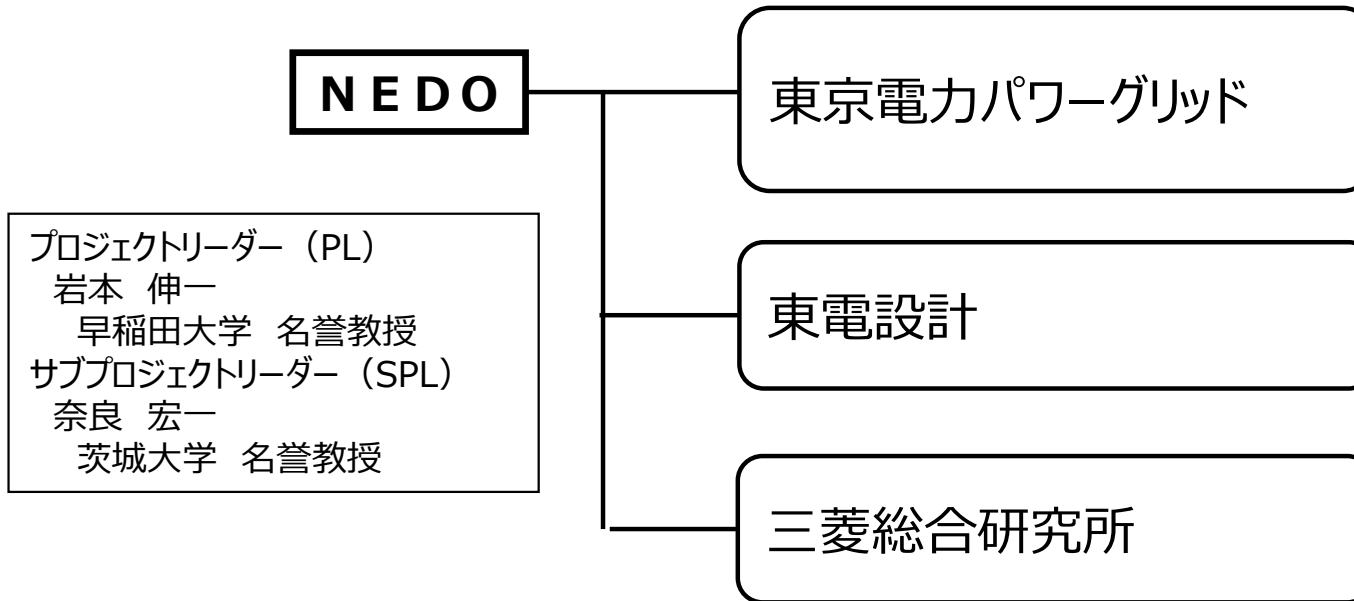 NEDO
東京電力パワーグリッド
プロジェクトリーダー（PL）
岩本 伸一
早稲田大学 名誉教授
サブプロジェクトリーダー（SPL）
奈良 宏一
茨城大学 名誉教授
東電設計
三菱総合研究所